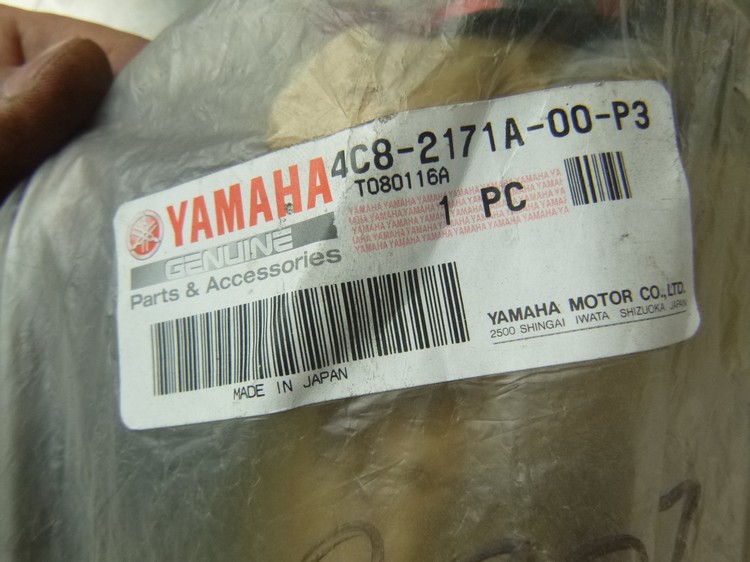 4C8-2171A-00-P3
YAMAHA
T080116A
1 PC
GENUINE
Parts & Accessories
YAMAHA MOTOR CO.,LTD.
2500 SHINGAI IWATA SHIZUOKA JAPAN
MADE IN JAPAN